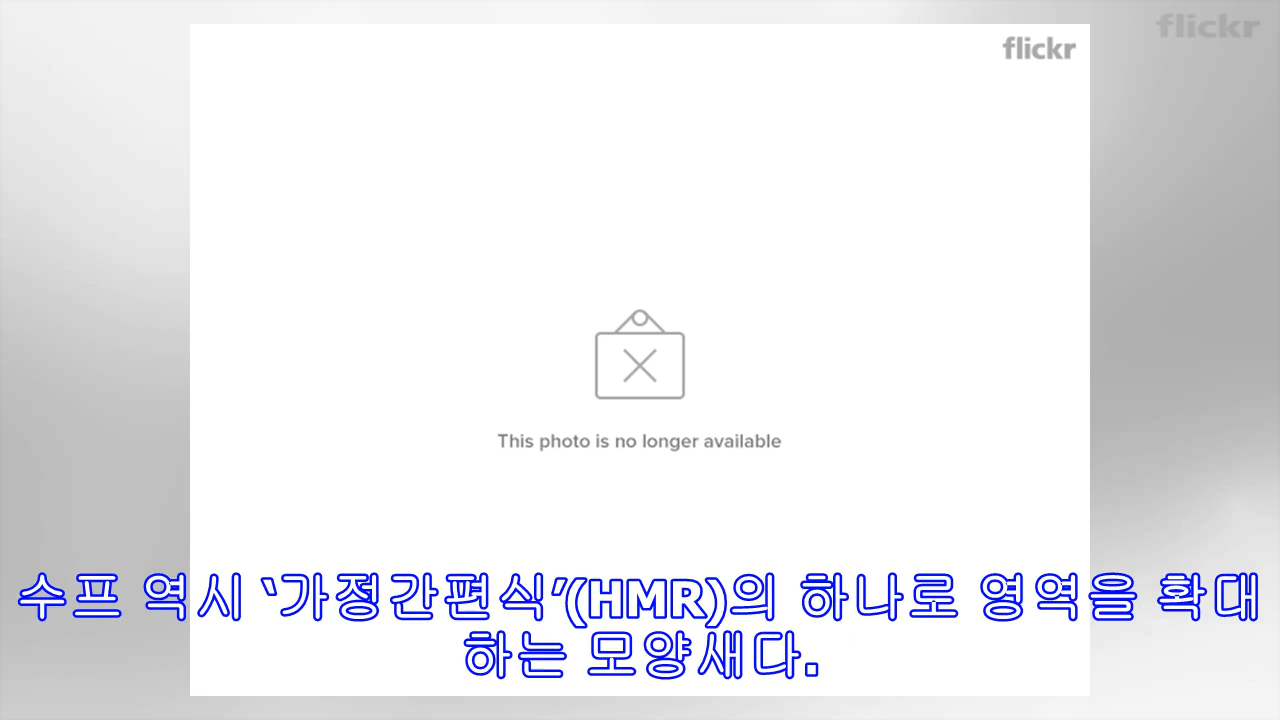 flickr
flickr
This photo is no longer available
수프 역시 ‘가정간편식’(HMR)의 하나로 영역을 확대
하는 모양새다.